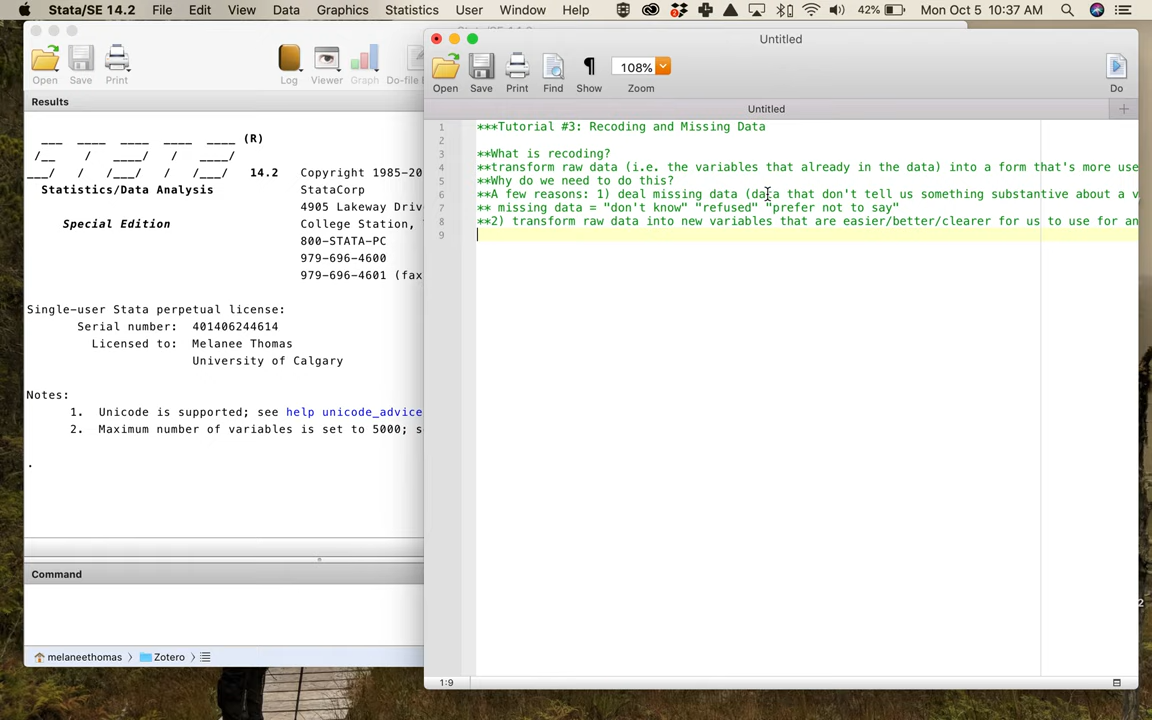 Stata/SE 14.2 File Edit View Data Graphics Statistics User Window Help 42% Mon Oct 5 10:37 AM
Untitled
Open Save Print Log Viewer Graph Do-file
Open Save Print Find Show 108% Zoom Do
Results
Untitled
(R)
14.2 Copyright 1985-20
Statistics/Data Analysis StataCorp
4905 Lakeway Driv
Special Edition College Station,
800-STATA-PC
979-696-4600
979-696-4601 (fax
Single-user Stata perpetual license:
Serial number: 401406244614
Licensed to: Melanee Thomas
University of Calgary
Notes:
1. Unicode is supported; see help unicode_advice
2. Maximum number of variables is set to 5000; s
.
Command
melaneethomas Zotero
1 ***Tutorial #3: Recoding and Missing Data
2
3 **What is recoding?
4 **transform raw data (i.e. the variables that already in the data) into a form that's more use
5 **Why do we need to do this?
6 **A few reasons: 1) deal missing data (data that don't tell us something substantive about a v
7 ** missing data = "don't know" "refused" "prefer not to say"
8 **2) transform raw data into new variables that are easier/better/clearer for us to use for an
9
1:9